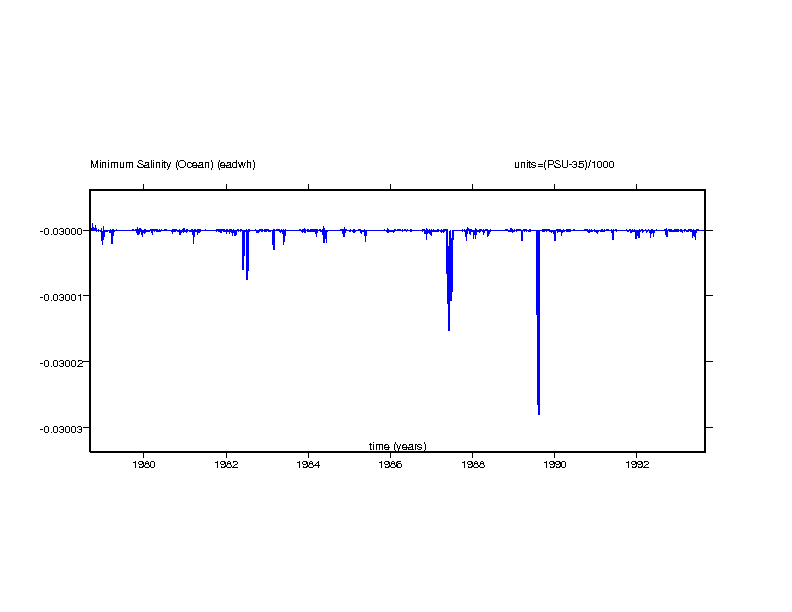 Minimum Salinity (Ocean) (eadwh) units=(PSU-35)/1000
-0.03000
-0.03001
-0.03002
-0.03003
time (years)
1980 1982 1984 1986 1988 1990 1992